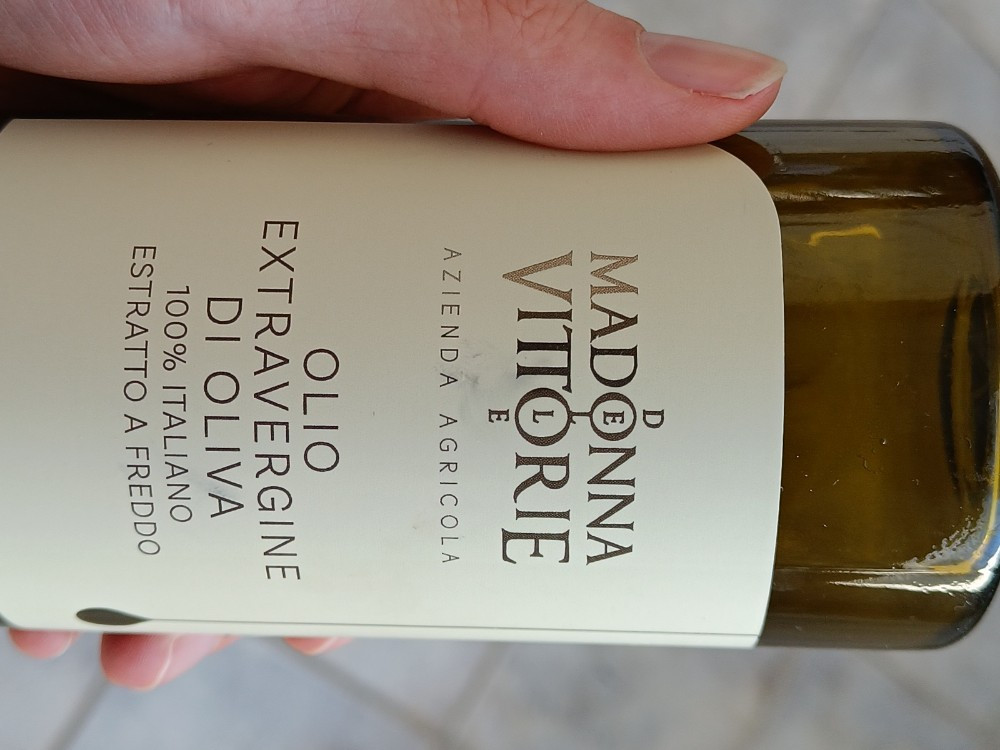 MADONNA
DELLE
VITTORIE
AZIENDA AGRICOLA
OLIO
EXTRAVERGINE
DI OLIVA
100% ITALIANO
ESTRATTO A FREDDO